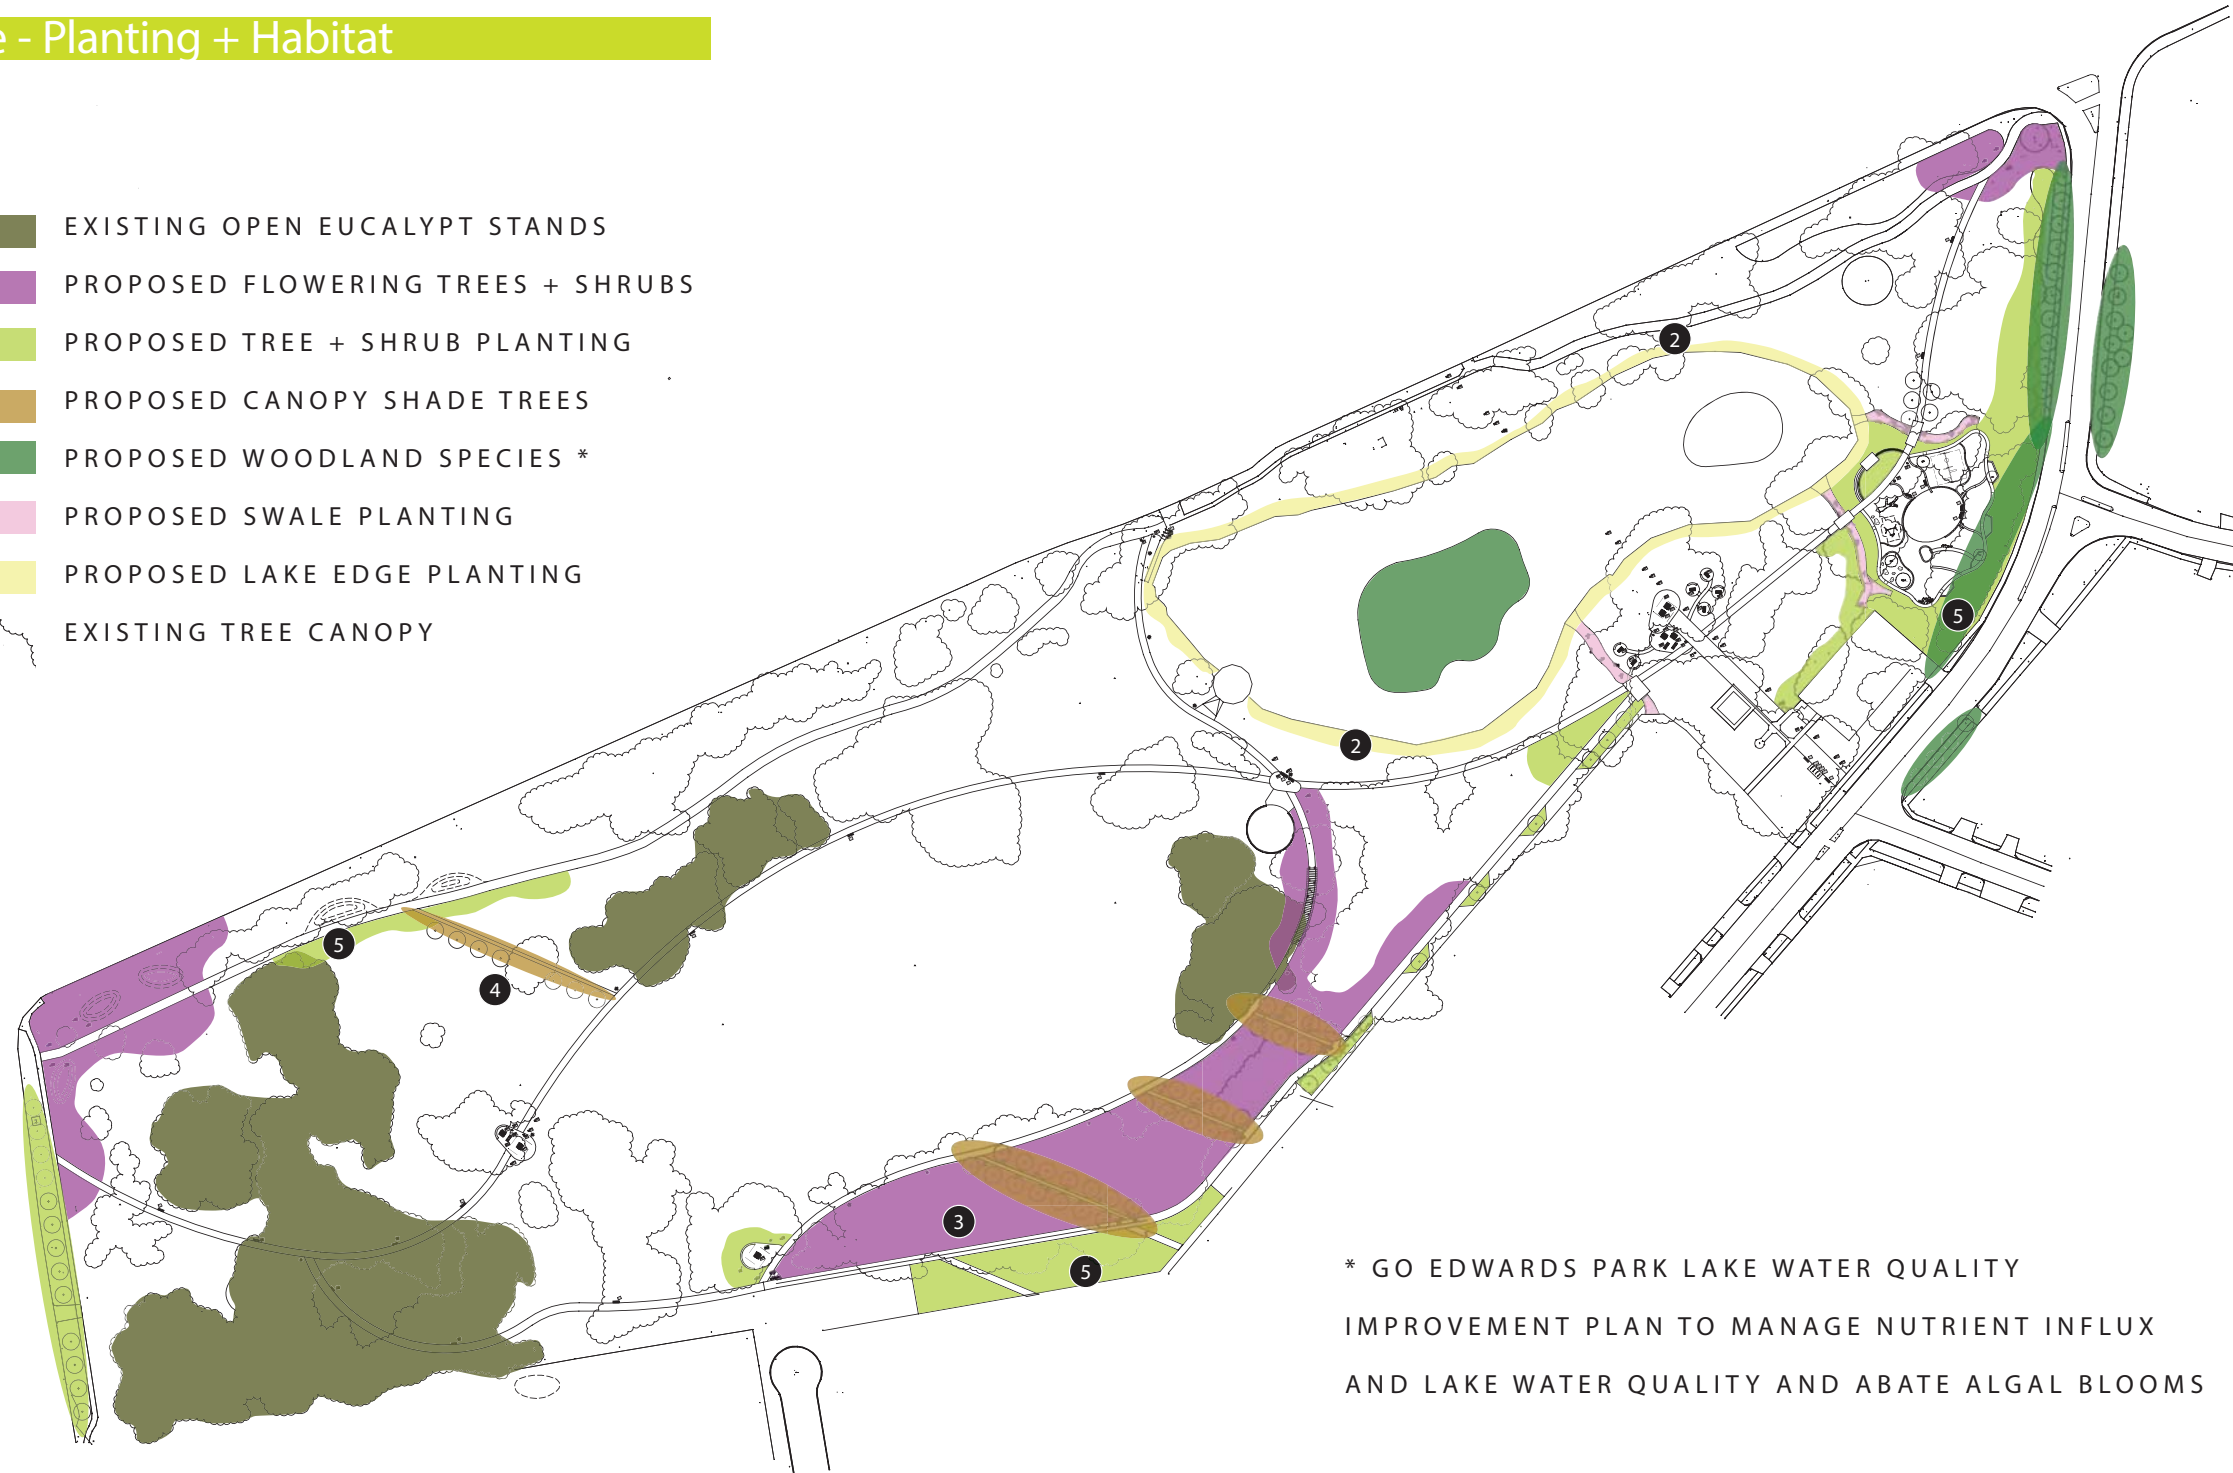 e - Planting + Habitat
EXISTING OPEN EUCALYPT STANDS
PROPOSED FLOWERING TREES + SHRUBS
PROPOSED TREE + SHRUB PLANTING
PROPOSED CANOPY SHADE TREES
PROPOSED WOODLAND SPECIES *
PROPOSED SWALE PLANTING
PROPOSED LAKE EDGE PLANTING
EXISTING TREE CANOPY
2
5
2
5
4
3
5
* GO EDWARDS PARK LAKE WATER QUALITY
IMPROVEMENT PLAN TO MANAGE NUTRIENT INFLUX
AND LAKE WATER QUALITY AND ABATE ALGAL BLOOMS